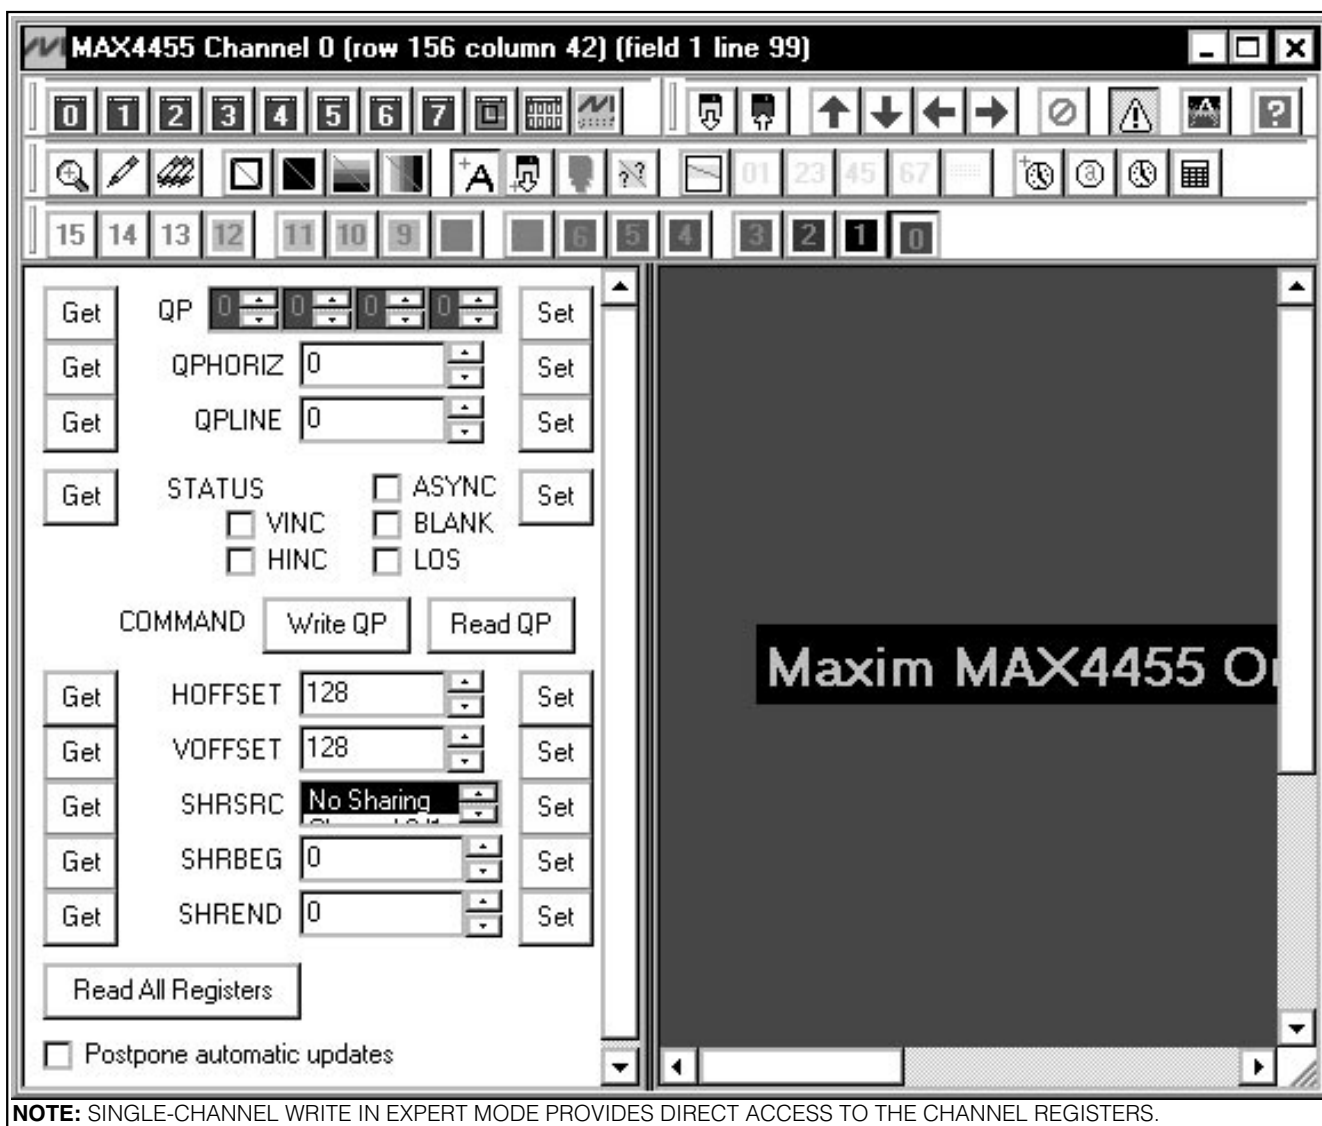 MAX4455 Channel 0 (row 156 column 42) (field 1 line 99)
0 1 2 3 4 5 6 7 A ?
A ?? 01 23 45 67 a
15 14 13 12 11 10 9 6 5 4 3 2 1 0
Get QP 0 0 0 0 Set
Get QPHORIZ 0 Set
Get QPLINE 0 Set
Get STATUS ASYNC Set
VINC BLANK
HINC LOS
COMMAND Write QP Read QP
Maxim MAX4455 On
Get HOFFSET 128 Set
Get VOFFSET 128 Set
Get SHRSRC No Sharing Set
Get SHRBEG 0 Set
Get SHREND 0 Set
Read All Registers
Postpone automatic updates
NOTE: SINGLE-CHANNEL WRITE IN EXPERT MODE PROVIDES DIRECT ACCESS TO THE CHANNEL REGISTERS.